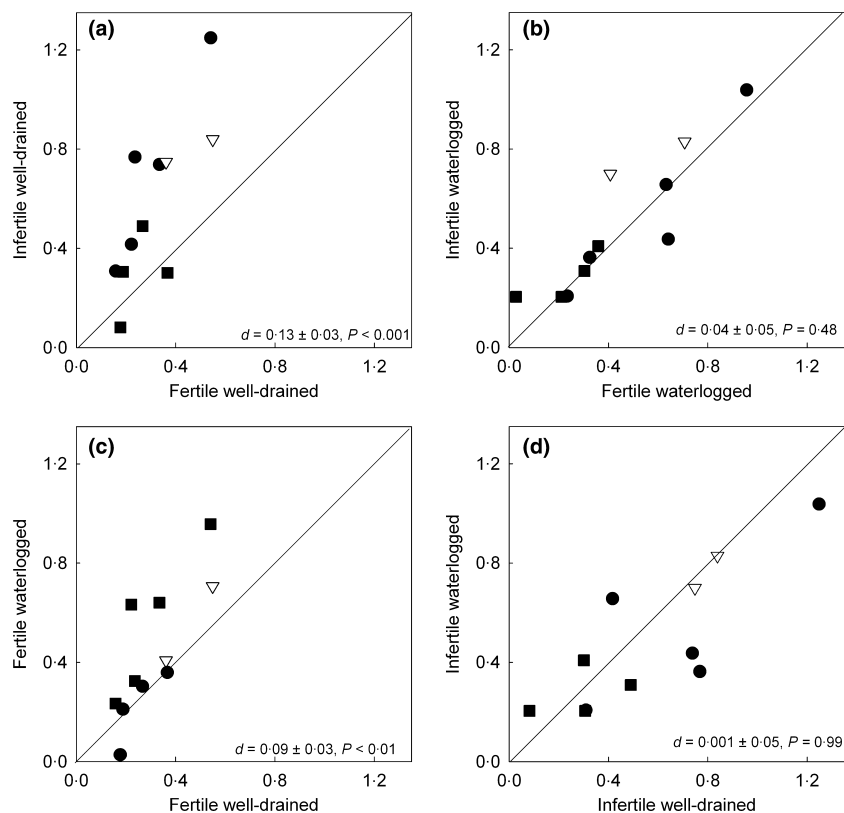 (a)
Infertile well-drained
1·2
0·8
0·4
0·0
d = 0·13 ± 0·03, P < 0·001
0·0 0·4 0·8 1·2
Fertile well-drained
(b)
Infertile waterlogged
1·2
0·8
0·4
0·0
d = 0·04 ± 0·05, P = 0·48
0·0 0·4 0·8 1·2
Fertile waterlogged
(c)
Fertile waterlogged
1·2
0·8
0·4
0·0
d = 0·09 ± 0·03, P < 0·01
0·0 0·4 0·8 1·2
Fertile well-drained
(d)
Infertile waterlogged
1·2
0·8
0·4
0·0
d = 0·001 ± 0·05, P = 0·99
0·0 0·4 0·8 1·2
Infertile well-drained